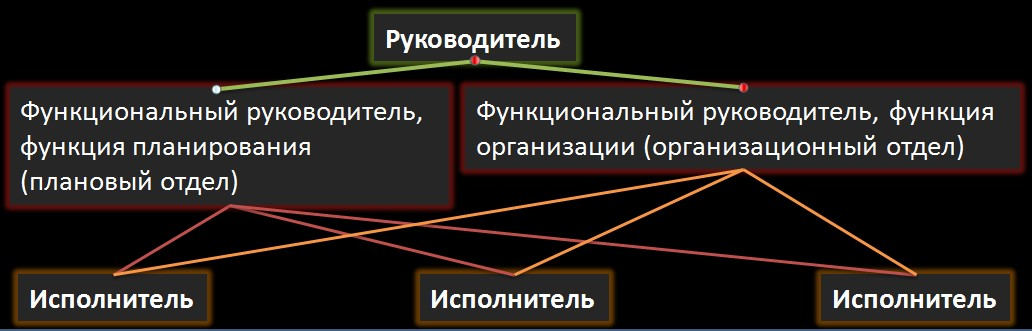 Руководитель
Функциональный руководитель,
функция планирования
(плановый отдел)
Функциональный руководитель, функция
организации (организационный отдел)
Исполнитель
Исполнитель
Исполнитель